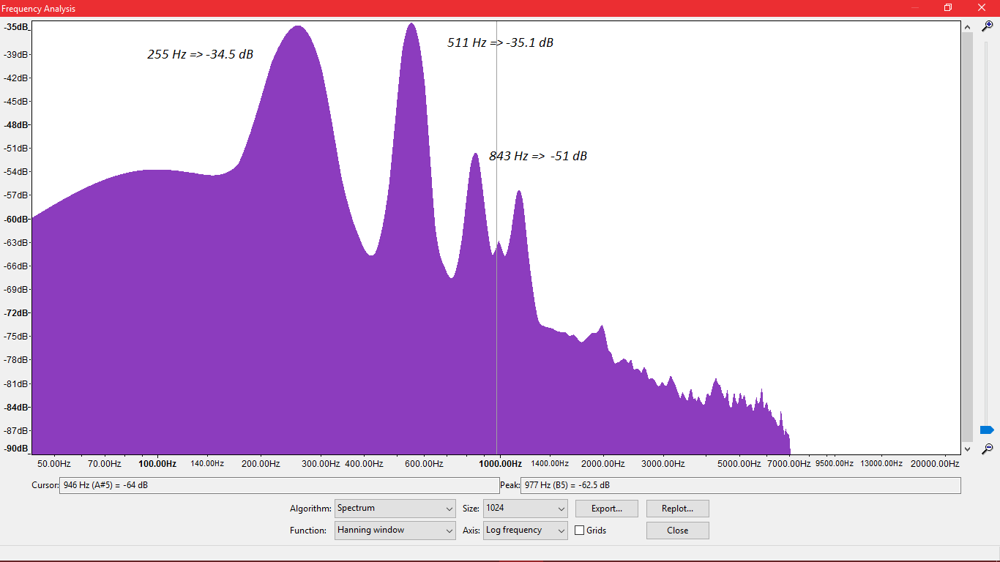 Frequency Analysis
-35dB
-39dB
-42dB
-45dB
-48dB
-51dB
-54dB
-57dB
-60dB
-63dB
-66dB
-69dB
-72dB
-75dB
-78dB
-81dB
-84dB
-87dB
-90dB
255 Hz => -34.5 dB
511 Hz => -35.1 dB
843 Hz => -51 dB
50.00Hz 70.00Hz 100.00Hz 140.00Hz 200.00Hz 300.00Hz 400.00Hz 600.00Hz 1000.00Hz 1400.00Hz 2000.00Hz 3000.00Hz 5000.00Hz 7000.00Hz 9500.00Hz 13000.00Hz 20000.00Hz
Cursor: 946 Hz (A#5) = -64 dB Peak: 977 Hz (B5) = -62.5 dB
Algorithm: Spectrum Size: 1024 Export... Replot...
Function: Hanning window Axis: Log frequency Grids Close